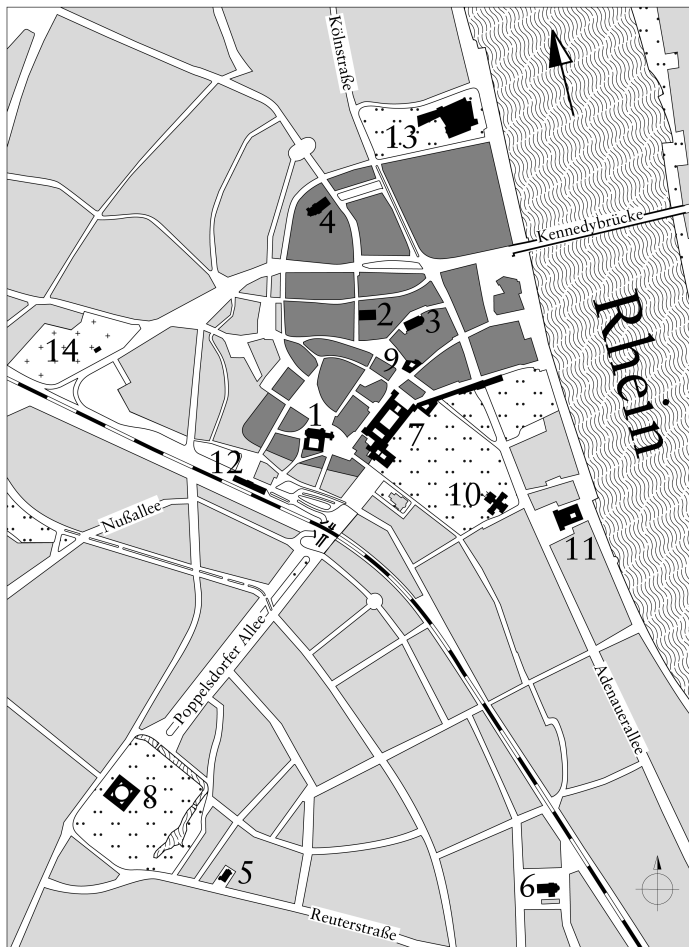 Kölnstraße
13
4
Kennedybrücke
Rhein
2
3
14
9
1
7
12
10
Nußallee
11
Poppelsdorfer Allee
Adenauerallee
8
5
6
Reuterstraße